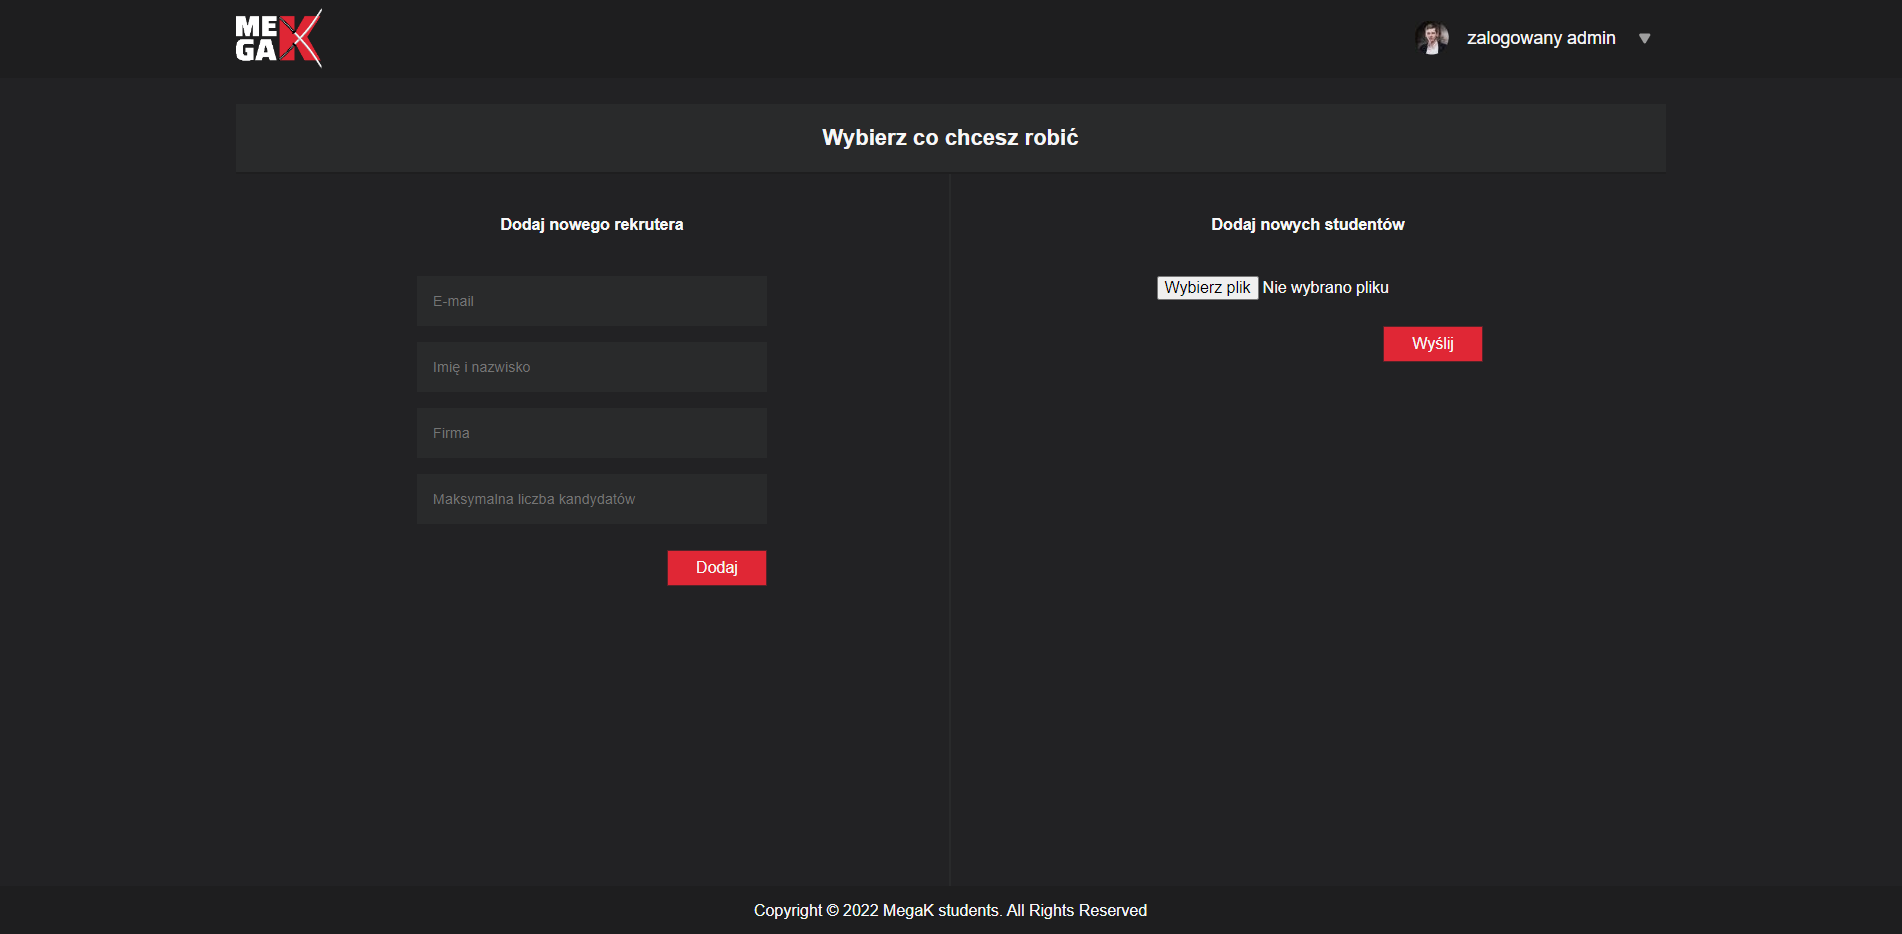 MEGAK
zalogowany admin
Wybierz co chcesz robić
Dodaj nowego rekrutera
E-mail
Imię i nazwisko
Firma
Maksymalna liczba kandydatów
Dodaj
Dodaj nowych studentów
Wybierz plik Nie wybrano pliku
Wyślij
Copyright © 2022 MegaK students. All Rights Reserved